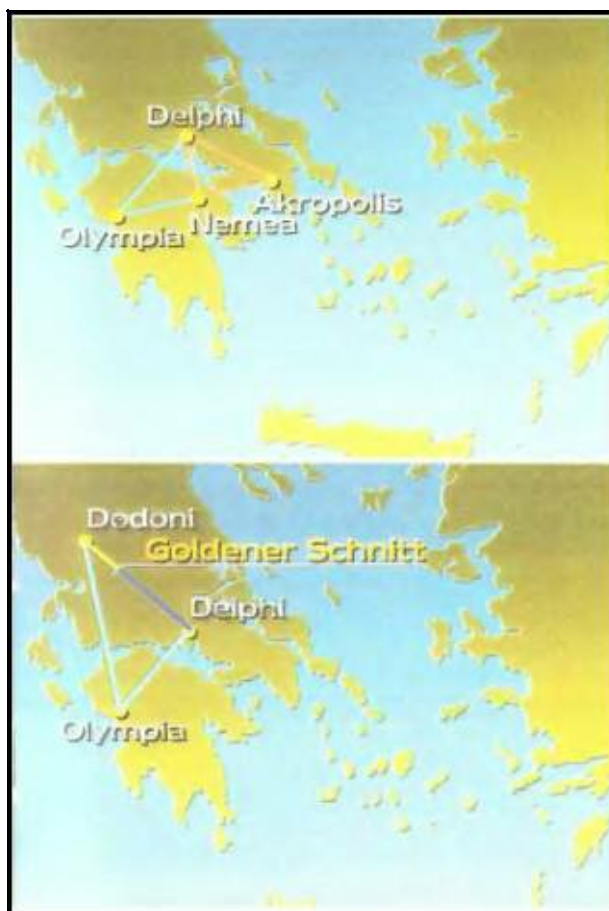 Delphi
Akropolis
Nemea
Olympia
Dodoni
Goldener Schnitt
Delphi
Olympia